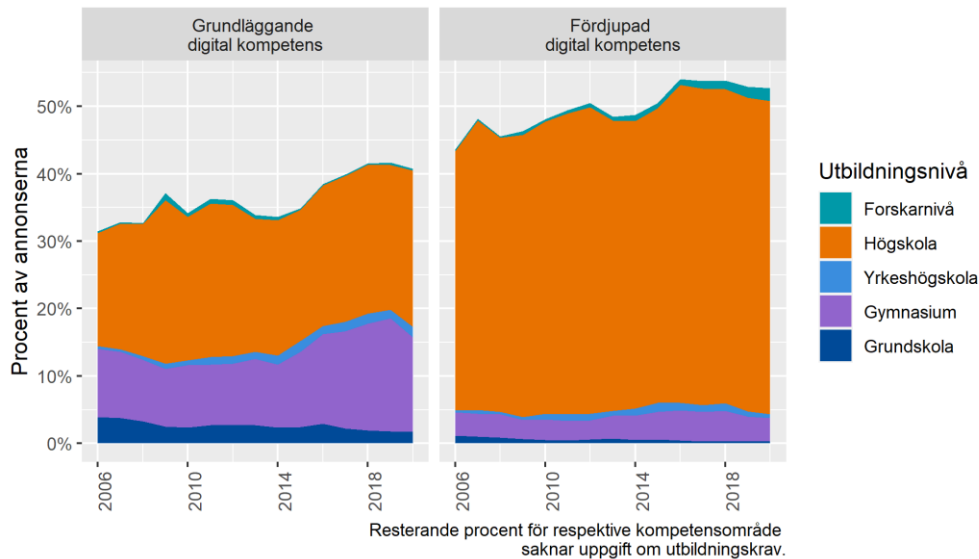 Grundläggande
digital kompetens
Fördjupad
digital kompetens
Procent av annonserna
50%
40%
30%
20%
10%
0%
2006
2010
2014
2018
2006
2010
2014
2018
Utbildningsnivå
Forskarnivå
Högskola
Yrkeshögskola
Gymnasium
Grundskola
Resterande procent för respektive kompetensområde
saknar uppgift om utbildningskrav.